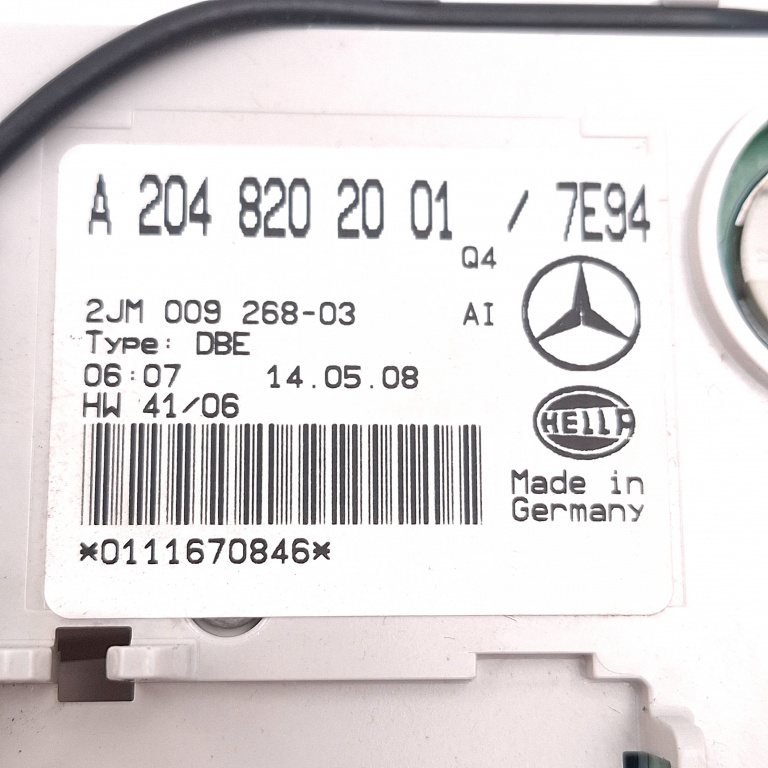 A 204 820 20 01 / 7E94
Q4
2JM 009 268-03 AI
Type: DBE
06:07 14.05.08
HW 41/06
HELLA
Made in
Germany
*0111670846*